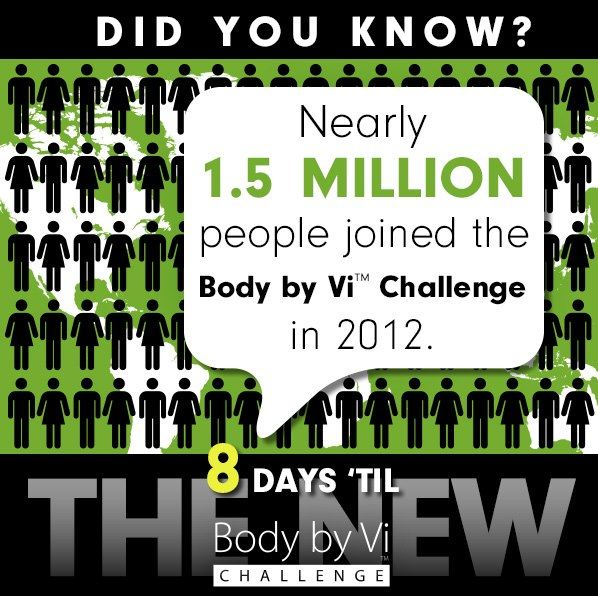 DID YOU KNOW?
Nearly
1.5 MILLION
people joined the
Body by Vi™ Challenge
in 2012.
8 DAYS ‘TIL
THE NEW
Body by Vi™
CHALLENGE